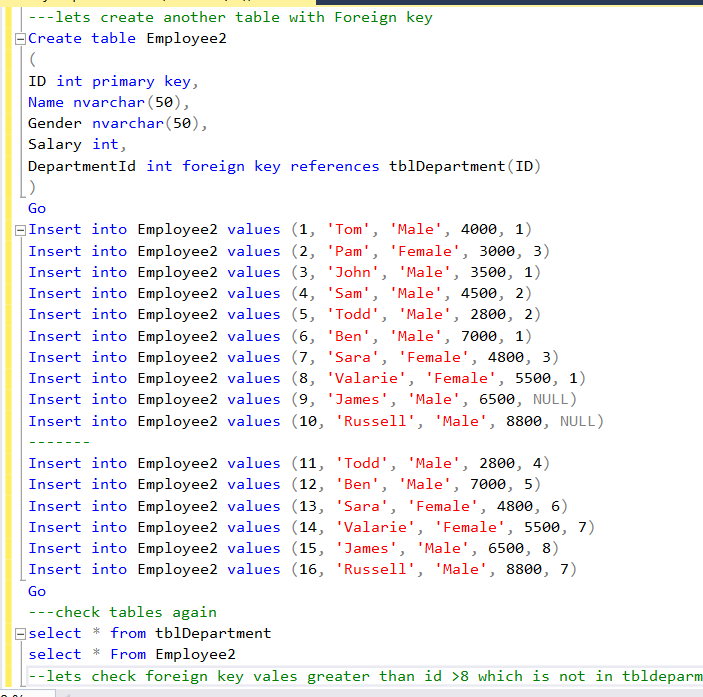 ---lets create another table with Foreign key
Create table Employee2
(
ID int primary key,
Name nvarchar(50),
Gender nvarchar(50),
Salary int,
DepartmentId int foreign key references tblDepartment(ID)
)
Go
Insert into Employee2 values (1, 'Tom', 'Male', 4000, 1)
Insert into Employee2 values (2, 'Pam', 'Female', 3000, 3)
Insert into Employee2 values (3, 'John', 'Male', 3500, 1)
Insert into Employee2 values (4, 'Sam', 'Male', 4500, 2)
Insert into Employee2 values (5, 'Todd', 'Male', 2800, 2)
Insert into Employee2 values (6, 'Ben', 'Male', 7000, 1)
Insert into Employee2 values (7, 'Sara', 'Female', 4800, 3)
Insert into Employee2 values (8, 'Valarie', 'Female', 5500, 1)
Insert into Employee2 values (9, 'James', 'Male', 6500, NULL)
Insert into Employee2 values (10, 'Russell', 'Male', 8800, NULL)
-------
Insert into Employee2 values (11, 'Todd', 'Male', 2800, 4)
Insert into Employee2 values (12, 'Ben', 'Male', 7000, 5)
Insert into Employee2 values (13, 'Sara', 'Female', 4800, 6)
Insert into Employee2 values (14, 'Valarie', 'Female', 5500, 7)
Insert into Employee2 values (15, 'James', 'Male', 6500, 8)
Insert into Employee2 values (16, 'Russell', 'Male', 8800, 7)
Go
---check tables again
select * from tblDepartment
select * From Employee2
--lets check foreign key vales greater than id >8 which is not in tbldeparm